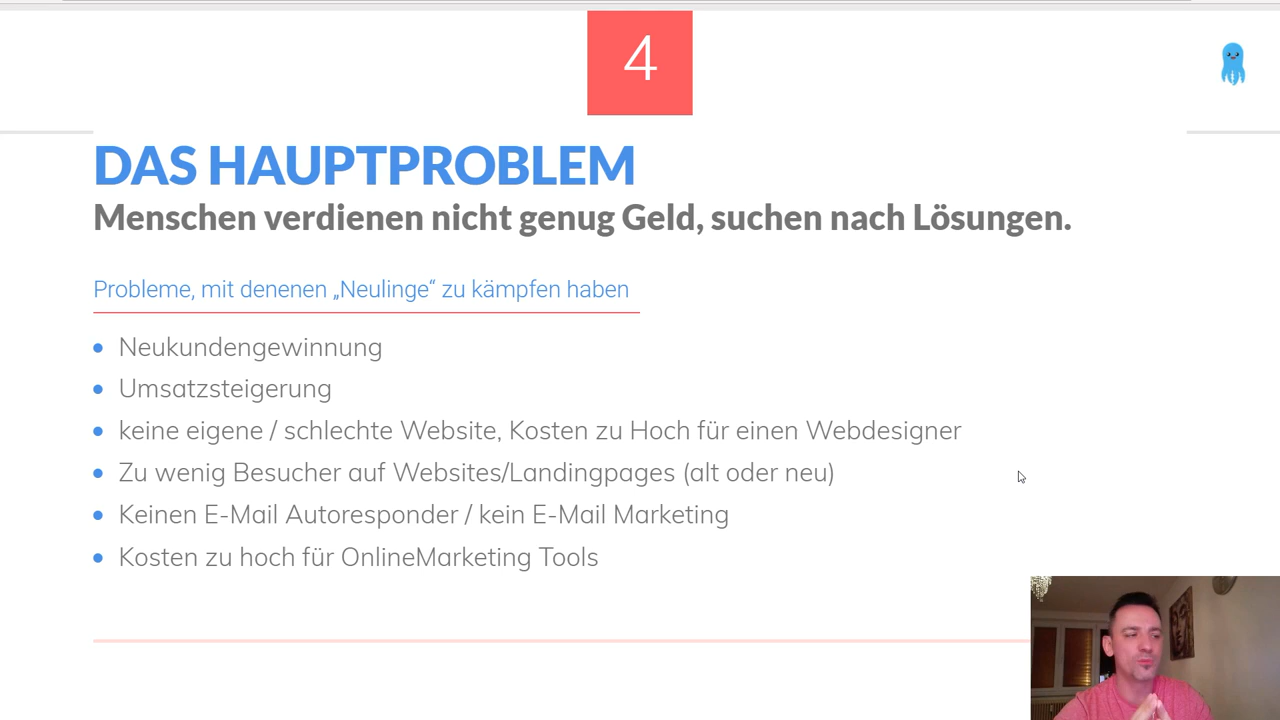 4
DAS HAUPTPROBLEM
Menschen verdienen nicht genug Geld, suchen nach Lösungen.
Probleme, mit denenen „Neulinge“ zu kämpfen haben
Neukundengewinnung
Umsatzsteigerung
keine eigene / schlechte Website, Kosten zu Hoch für einen Webdesigner
Zu wenig Besucher auf Websites/Landingpages (alt oder neu)
Keinen E-Mail Autoresponder / kein E-Mail Marketing
Kosten zu hoch für OnlineMarketing Tools